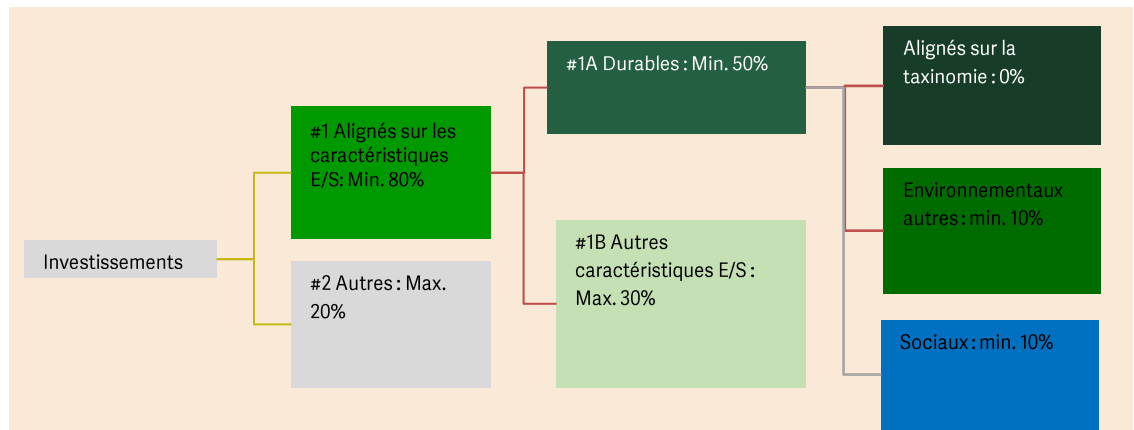 Investissements
#1 Alignés sur les
caractéristiques
E/S: Min. 80%
#2 Autres : Max.
20%
#1A Durables : Min. 50%
#1B Autres
caractéristiques E/S :
Max. 30%
Alignés sur la
taxinomie : 0%
Environnementaux
autres : min. 10%
Sociaux : min. 10%